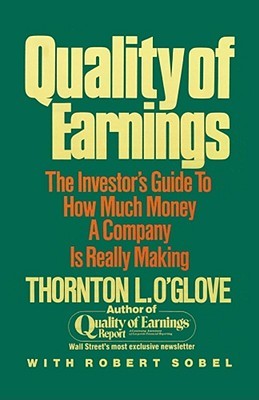 Quality of
Earnings
The Investor's Guide To
How Much Money
A Company
Is Really Making
THORNTON L. O'GLOVE
Author of
Quality of Earnings
Report
Wall Street's most exclusive newsletter
WITH ROBERT SOBEL